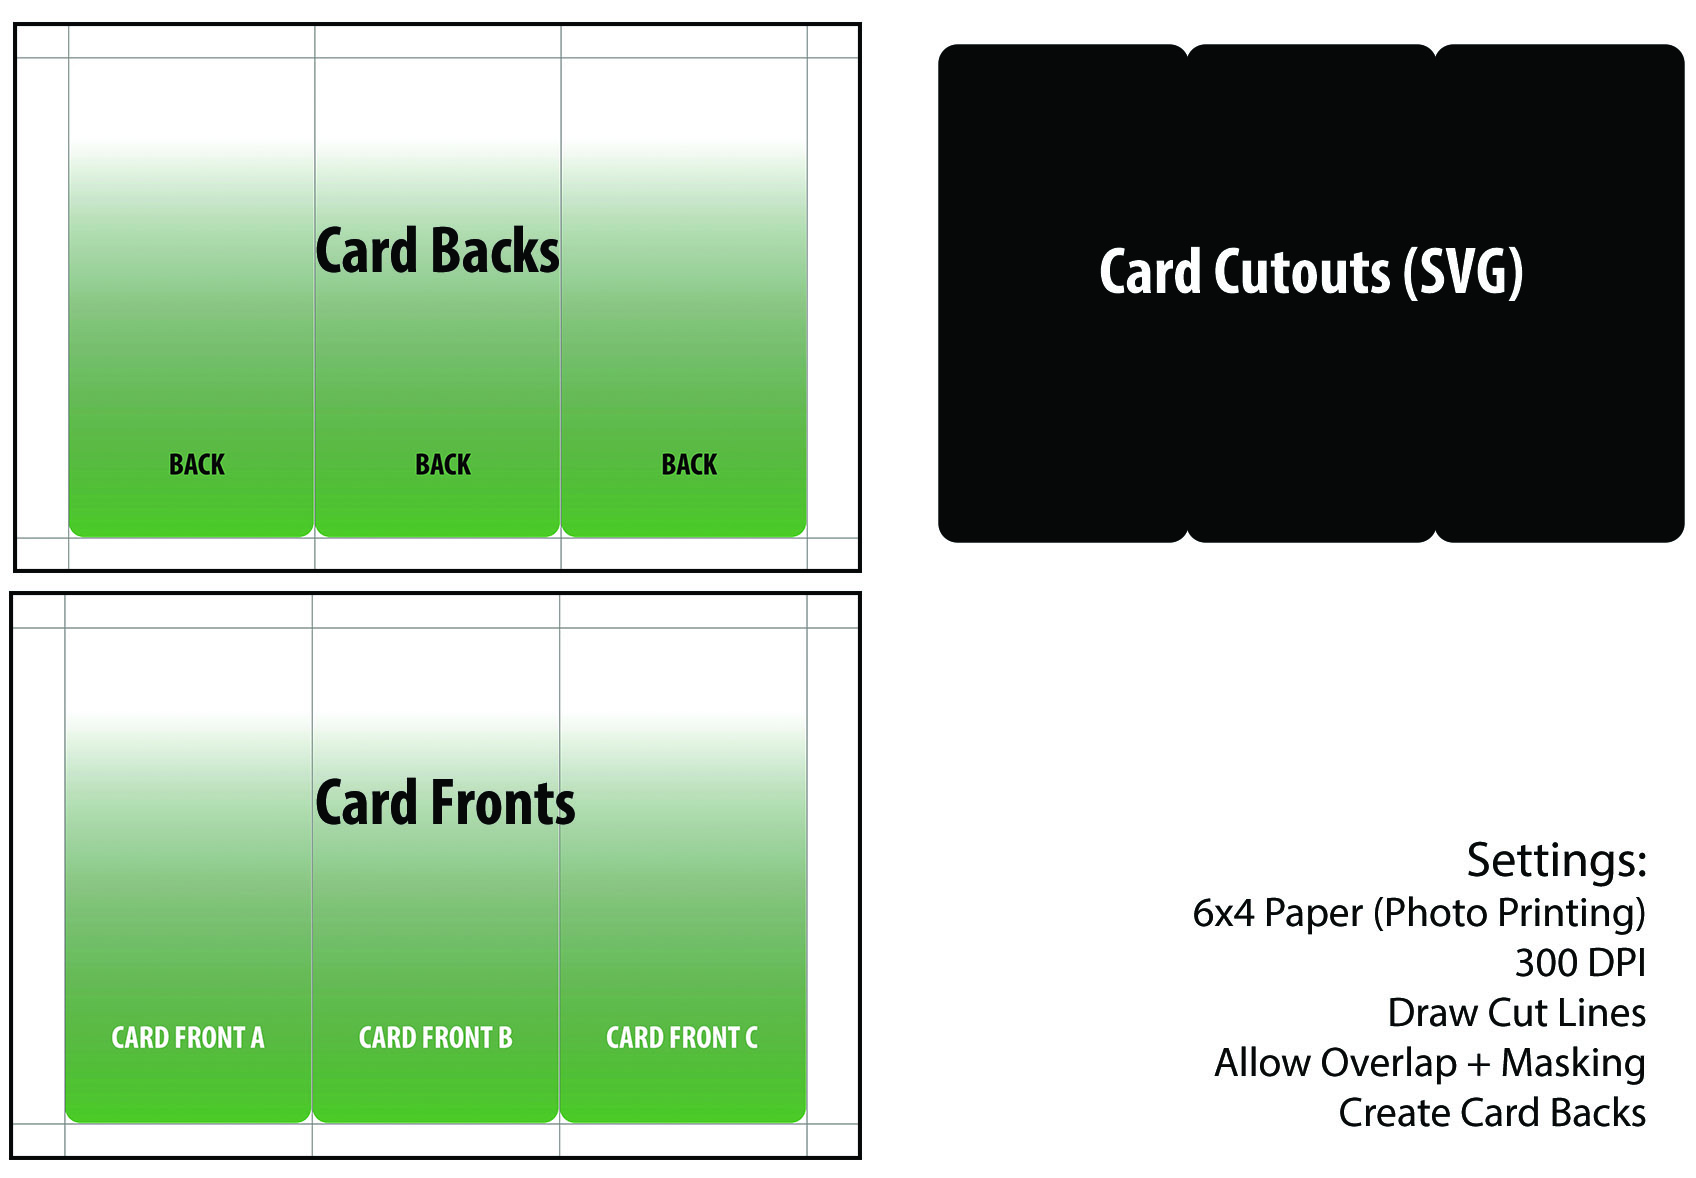 Card Backs
BACK
BACK
BACK
Card Cutouts (SVG)
Card Fronts
CARD FRONT A
CARD FRONT B
CARD FRONT C
Settings:
6x4 Paper (Photo Printing)
300 DPI
Draw Cut Lines
Allow Overlap + Masking
Create Card Backs